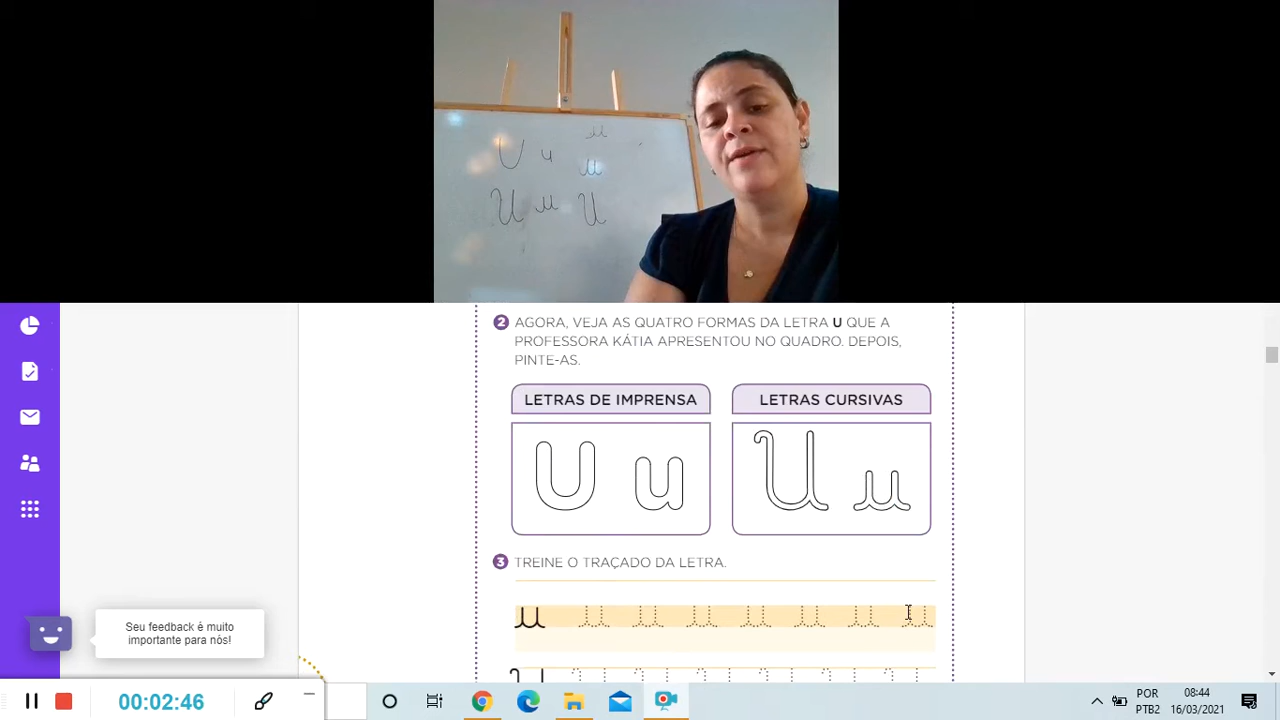 U u u
u
U u U
2 AGORA, VEJA AS QUATRO FORMAS DA LETRA U QUE A
PROFESSORA KÁTIA APRESENTOU NO QUADRO. DEPOIS,
PINTE-AS.
LETRAS DE IMPRENSA LETRAS CURSIVAS
U u U u
3 TREINE O TRAÇADO DA LETRA.
u u u u u u u u
Seu feedback é muito
importante para nós!
00:02:46
POR 08:44
PTB2 16/03/2021